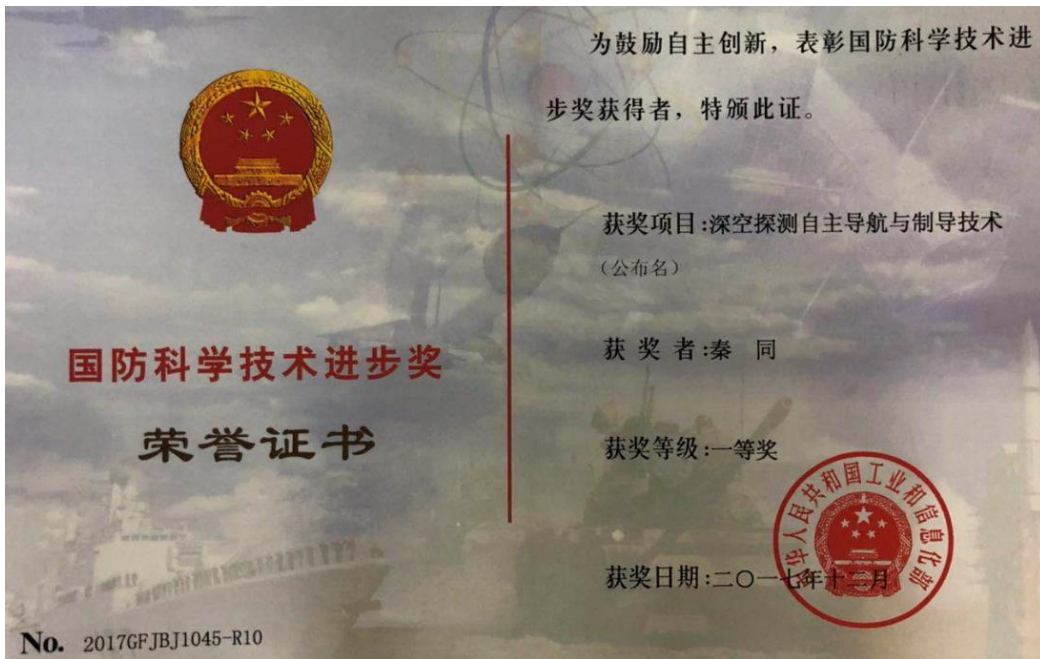 为鼓励自主创新，表彰国防科学技术进
步奖获得者，特颁此证。
获奖项目:深空探测自主导航与制导技术
（公布名）
获 奖 者:秦 同
获奖等级:一等奖
获奖日期:二〇一七年十二月
中华人民共和国工业和信息化部
国防科学技术进步奖
荣誉证书
No. 2017GFJBJ1045-R10